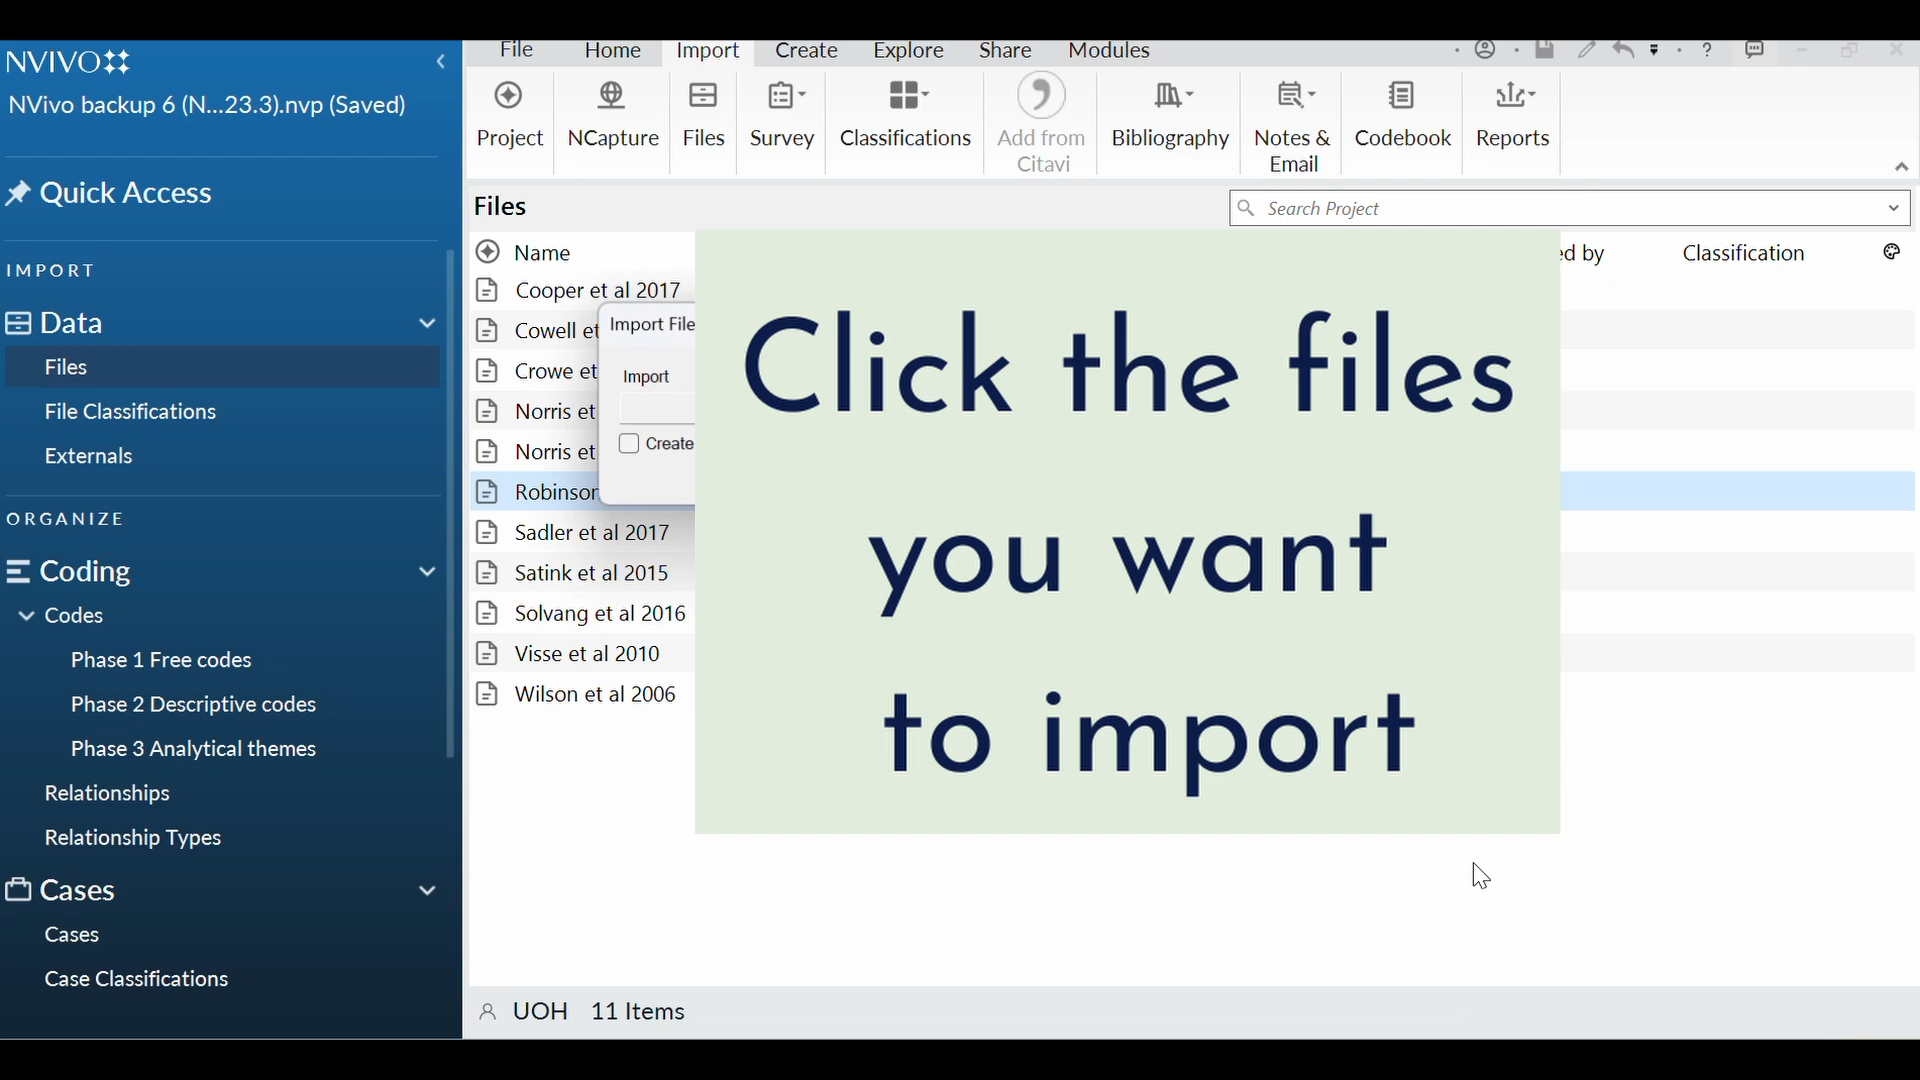 NVIVO
NVivo backup 6 (N...23.3).nvp (Saved)
Quick Access
IMPORT
Data
Files
File Classifications
Externals
ORGANIZE
Coding
Codes
Phase 1 Free codes
Phase 2 Descriptive codes
Phase 3 Analytical themes
Relationships
Relationship Types
Cases
Cases
Case Classifications
File Home Import Create Explore Share Modules ?
Project NCapture Files Survey Classifications Add from Citavi Bibliography Notes & Email Codebook Reports
Files
Search Project
Name ed by Classification
Cooper et al 2017
Cowell et
Crowe et
Norris et
Norris et
Robinson
Sadler et al 2017
Satink et al 2015
Solvang et al 2016
Visse et al 2010
Wilson et al 2006
Import File
Import
Create
Click the files
you want
to import
UOH 11 Items